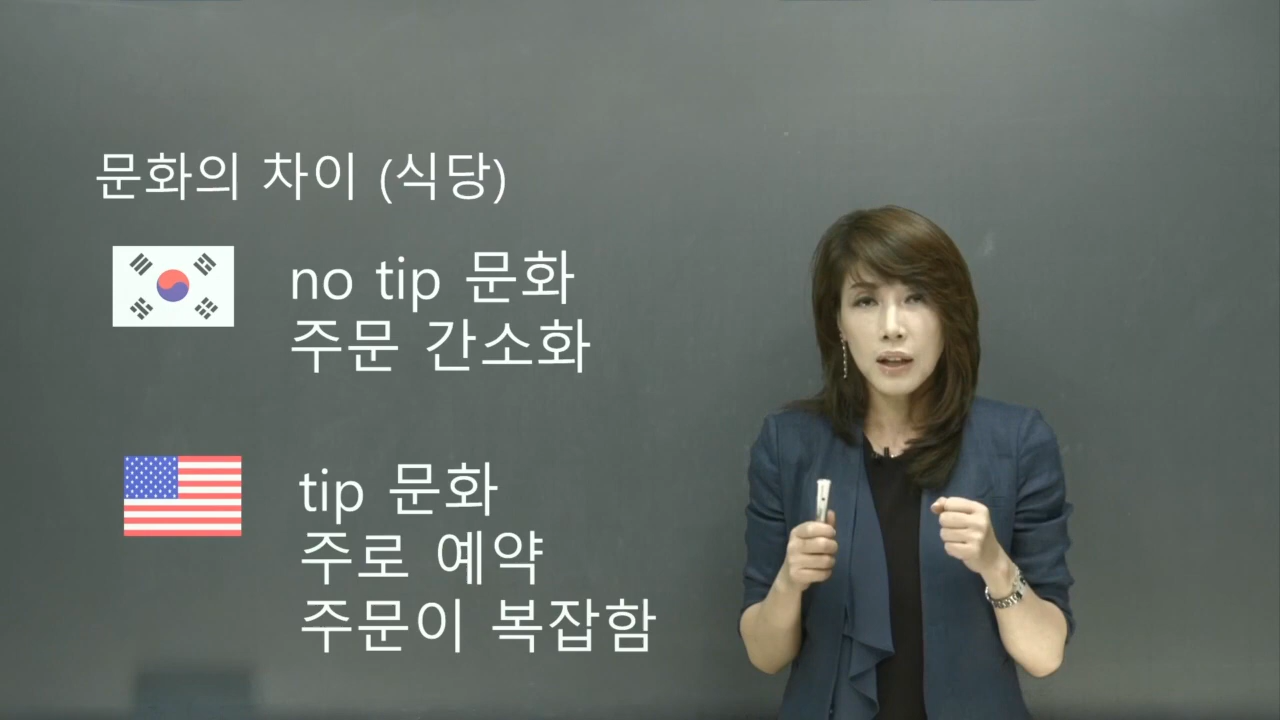 문화의 차이 (식당)
no tip 문화
주문 간소화
tip 문화
주로 예약
주문이 복잡함